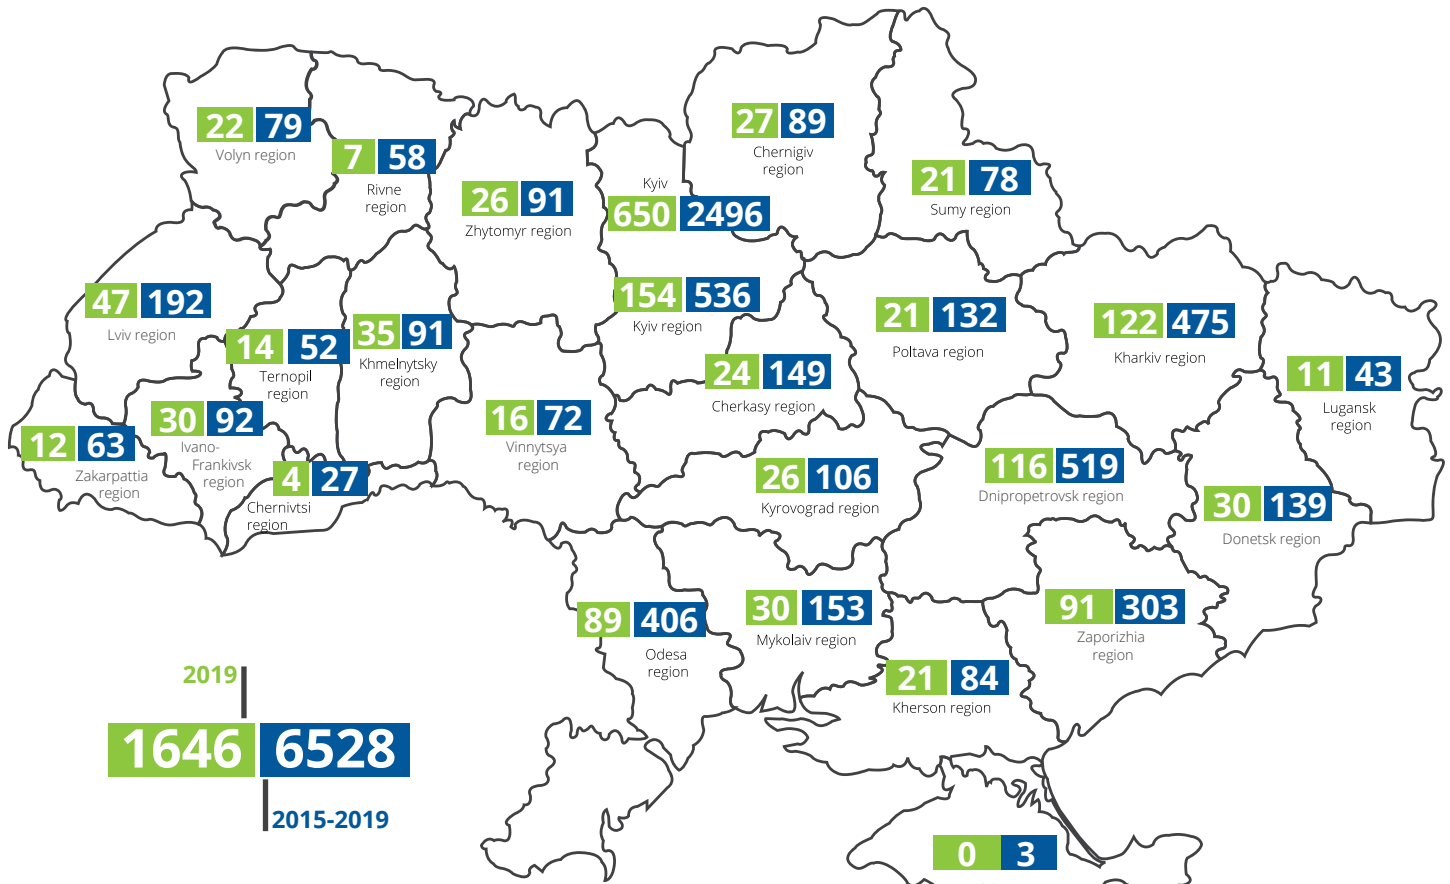 27 89
Chernigiv
region
22 79
Volyn region
7 58
Rivne
region
21 78
Sumy region
26 91
Zhytomyr region
Kyiv
650 2496
154 536
Kyiv region
47 192
Lviv region
14 52
Ternopil
region
35 91
Khmelnytsky
region
21 132
Poltava region
122 475
Kharkiv region
24 149
Cherkasy region
11 43
Lugansk
region
12 63
Zakarpattia
region
30 92
Ivano-
Frankivsk
region
4 27
Chernivtsi
region
16 72
Vinnytsya
region
26 106
Kyrovograd region
116 519
Dnipropetrovsk region
30 139
Donetsk region
89 406
Odesa
region
30 153
Mykolaiv region
91 303
Zaporizhia
region
21 84
Kherson region
2019
1646 6528
2015-2019
0 3